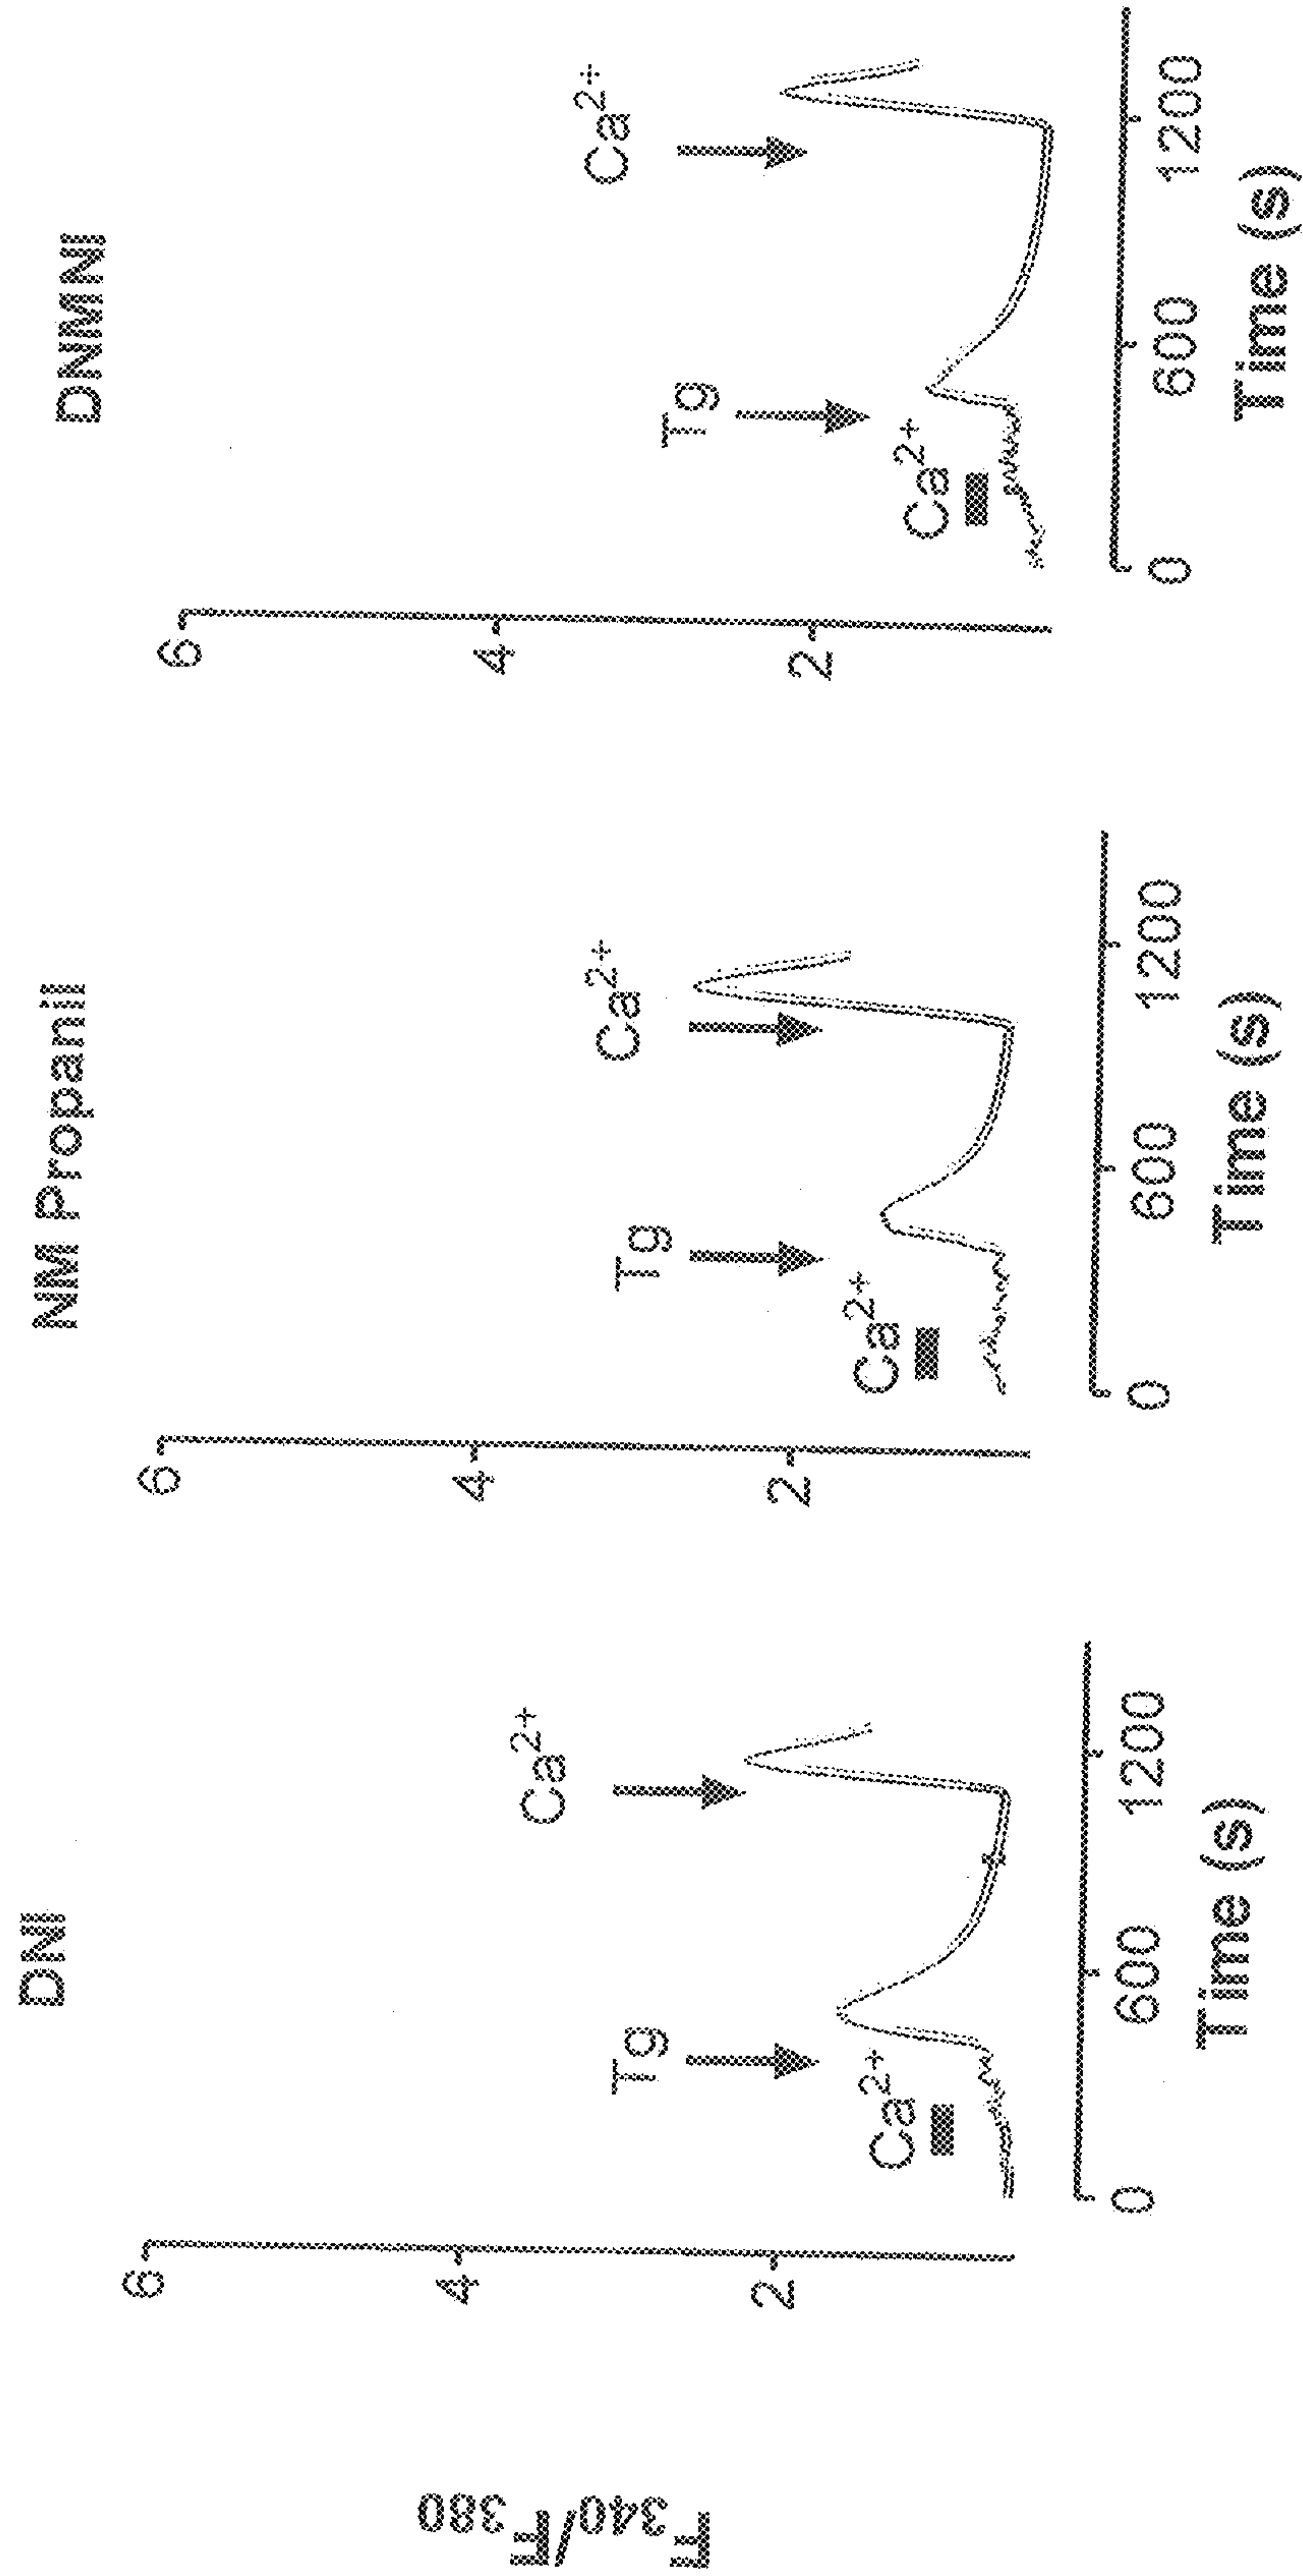 F340/F380
DNI
6
4
2
Tg
Ca2+
Ca2+
0
600
1200
Time (s)
NM Propanil
6
4
2
Tg
Ca2+
Ca2+
0
600
1200
Time (s)
DNMNI
6
4
2
Tg
Ca2+
Ca2+
0
600
1200
Time (s)